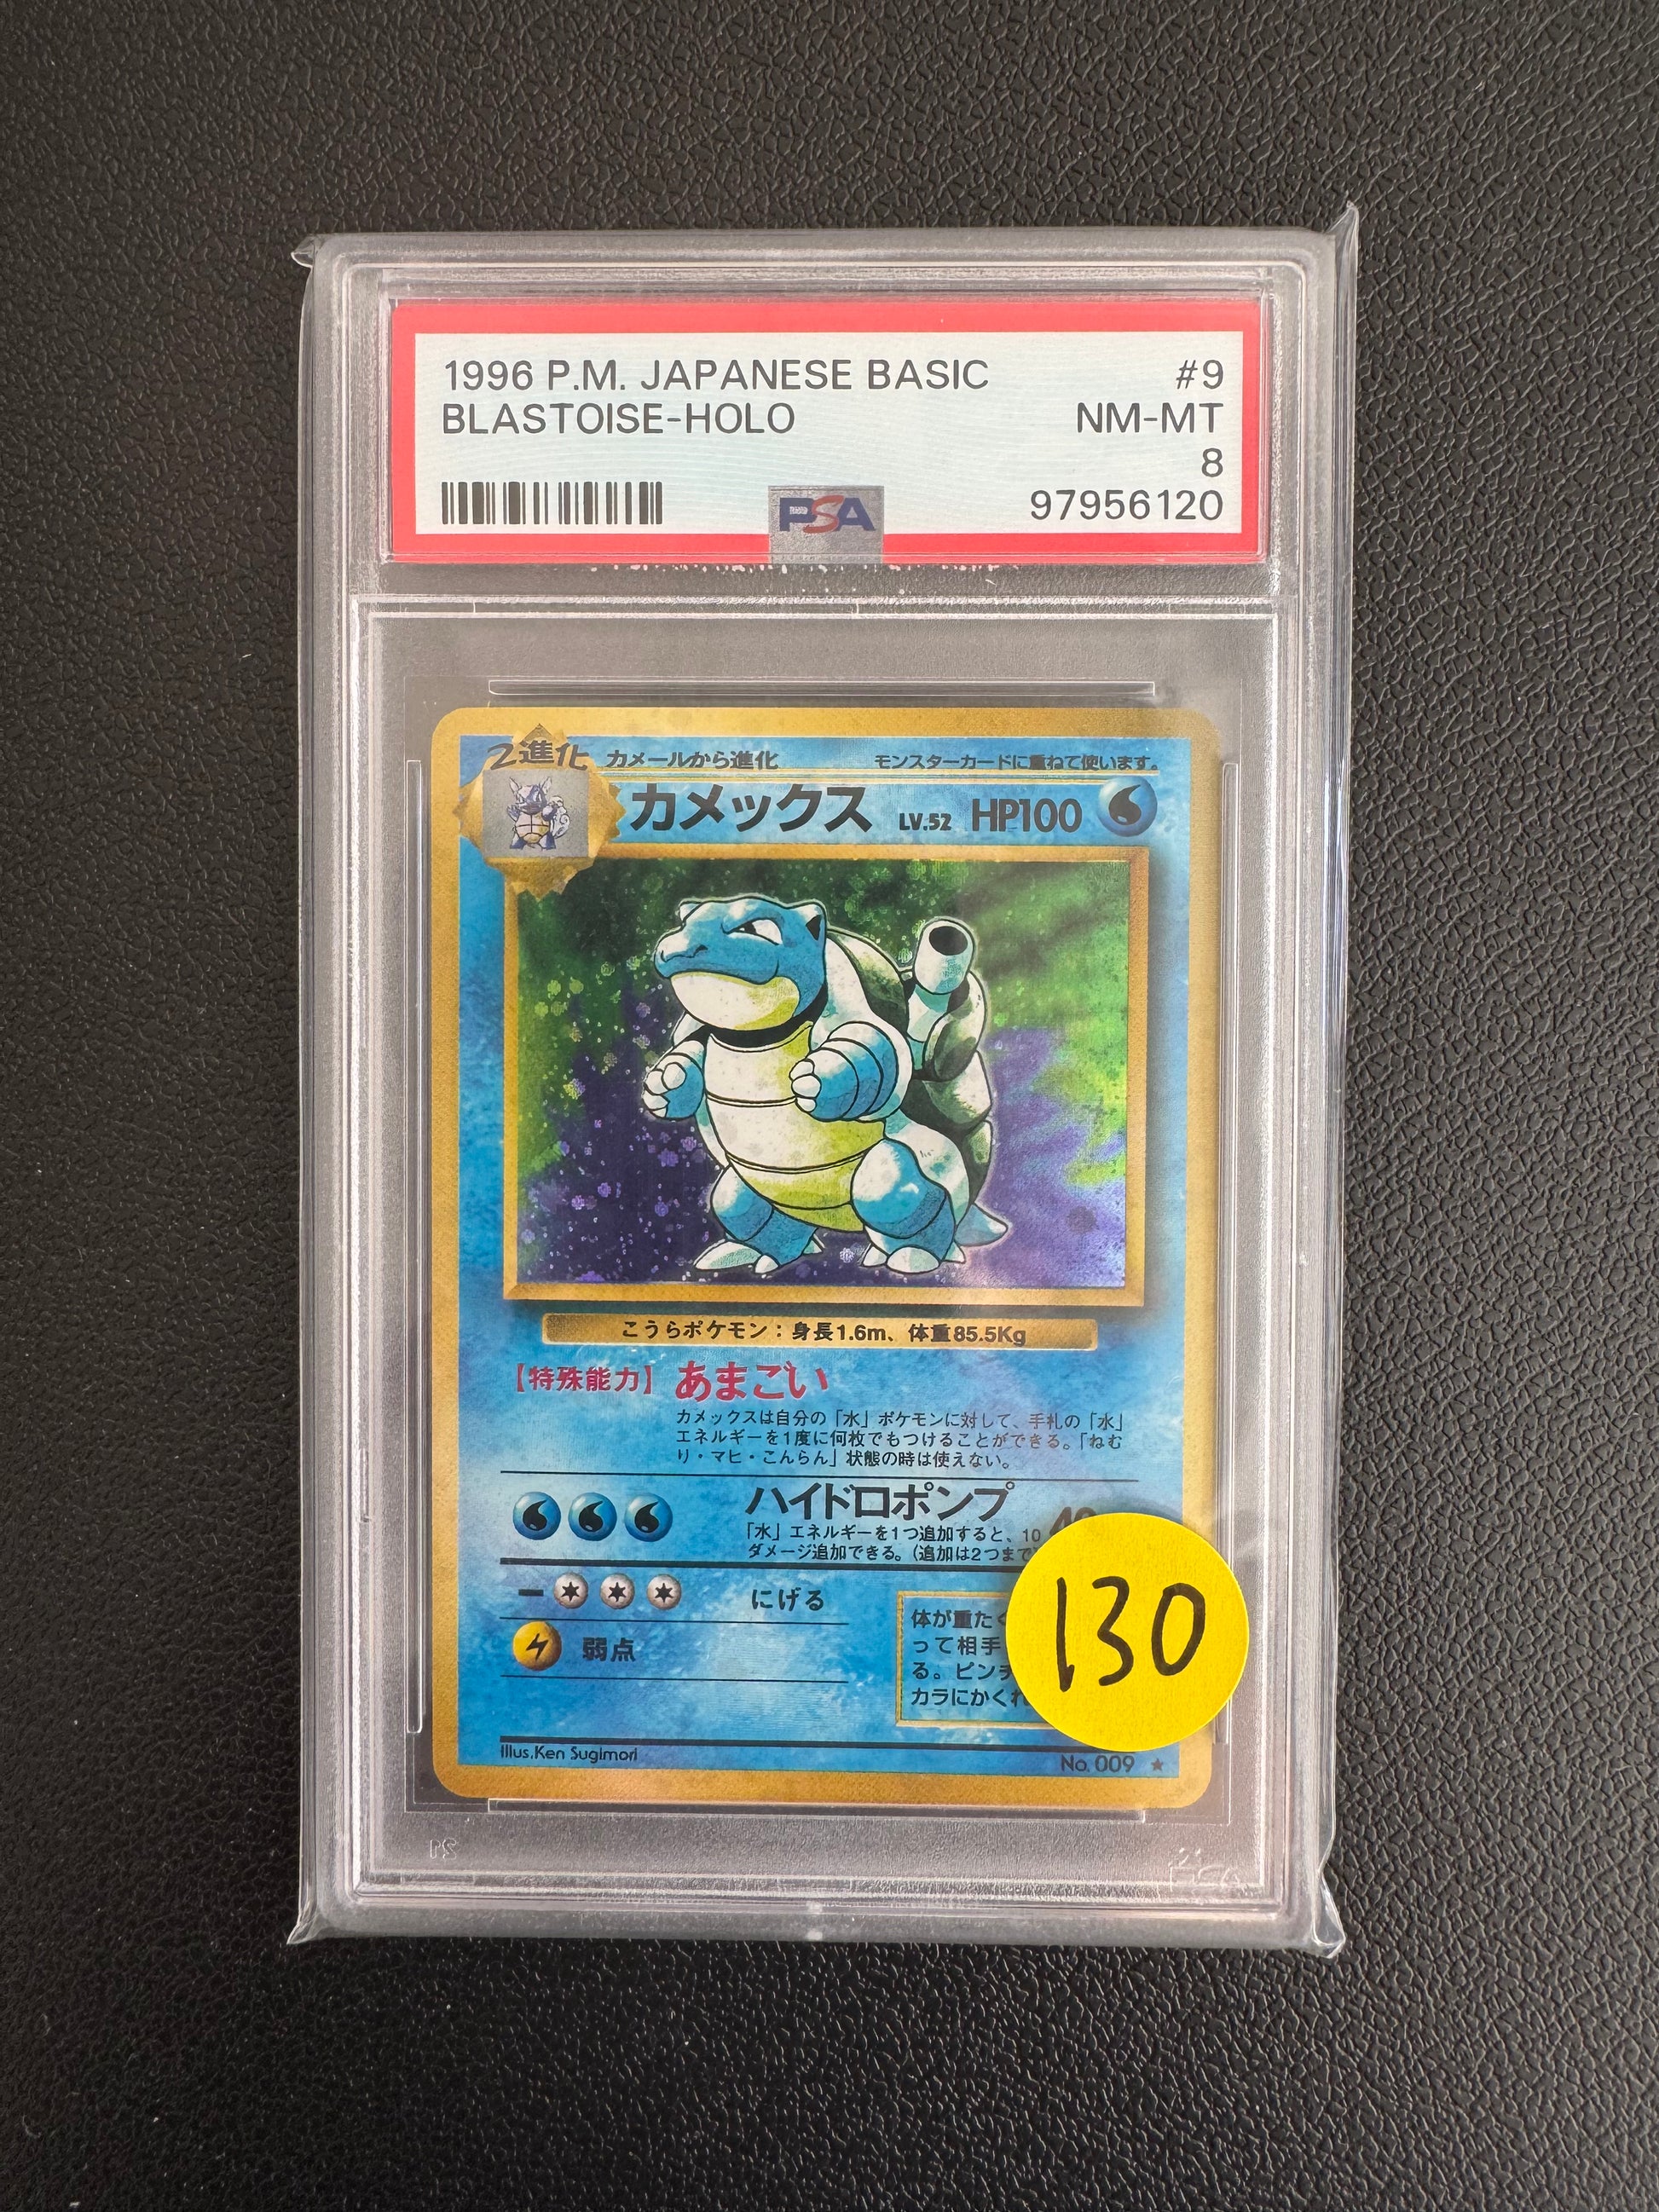 1996 P.M. JAPANESE BASIC #9
BLASTOISE-HOLO NM-MT
8
PSA 97956120
2進化 カメールから進化 モンスターカードに重ねて使います。
カメックス LV.52 HP100
こうらポケモン：身長1.6m、体重85.5Kg
【特殊能力】 あまごい
カメックスは自分の「水」ポケモンに対して、手札の「水」
エネルギーを1度に何枚でもつけることができる。「ねむ
り・マヒ・こんらん」状態の時は使えない。
ハイドロポンプ 40
「水」エネルギーを1つ追加すると、10
ダメージ追加できる。（追加は2つまで
にげる
弱点
体が重たく
って相手
る。ピンチ
カラにかくれ
130
Illus.Ken Sugimori No. 009 ★